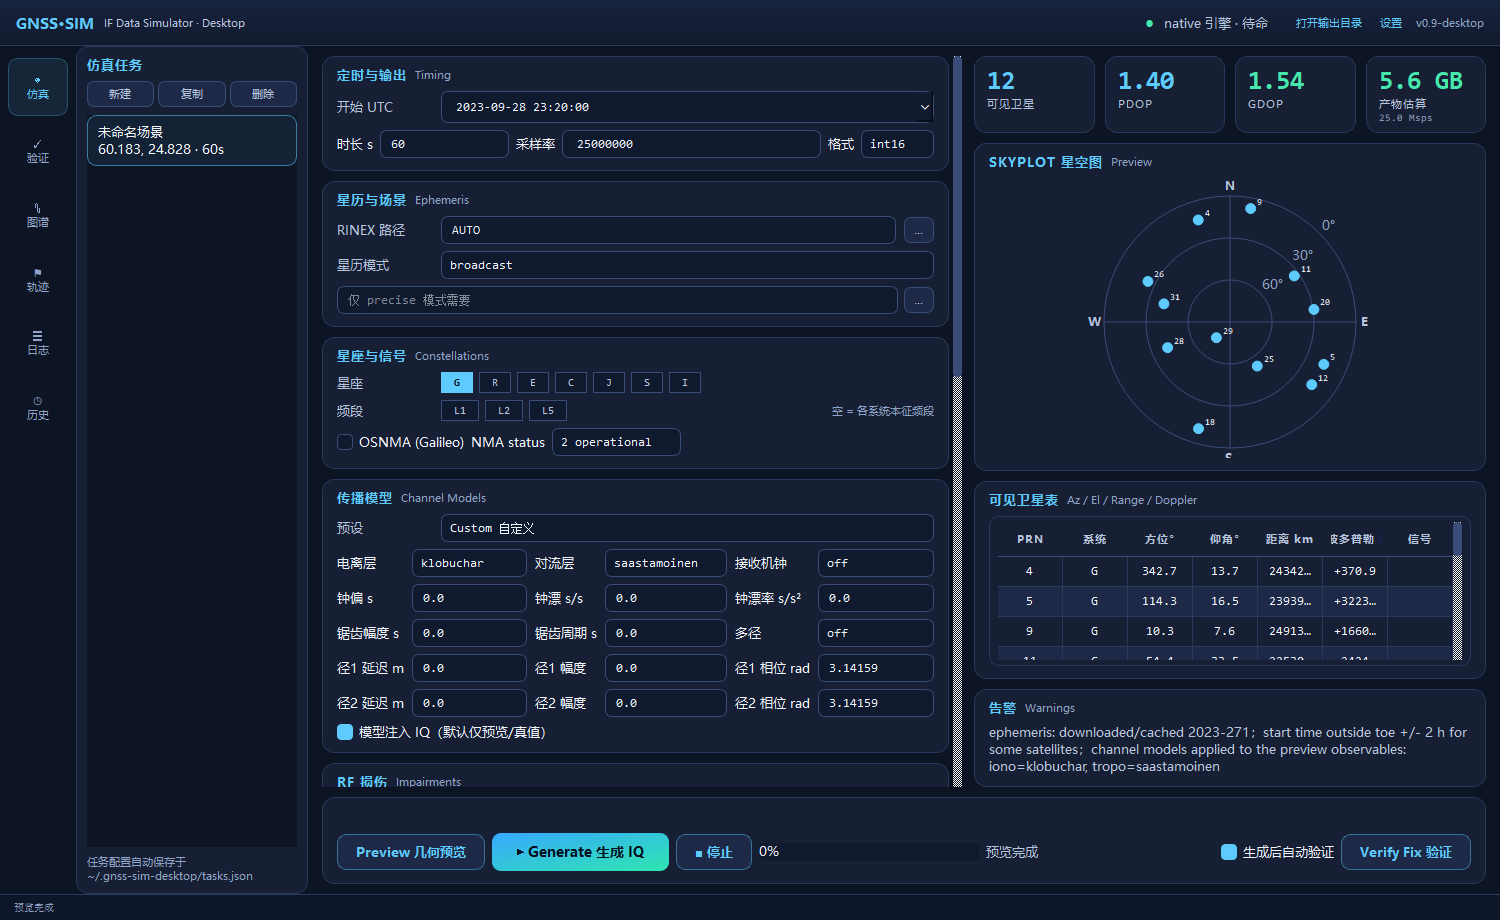 GNSS•SIM IF Data Simulator · Desktop
native 引擎 · 待命 打开输出目录 设置 v0.9-desktop
仿真
验证
图谱
轨迹
日志
历史
仿真任务
新建 复制 删除
未命名场景
60.183, 24.828 · 60s
任务配置自动保存于
~/.gnss-sim-desktop/tasks.json
定时与输出 Timing
开始 UTC 2023-09-28 23:20:00
时长 s 60 采样率 25000000 格式 int16
星历与场景 Ephemeris
RINEX 路径 AUTO ...
星历模式 broadcast
仅 precise 模式需要 ...
星座与信号 Constellations
星座 G R E C J S I
频段 L1 L2 L5 空 = 各系统本征频段
OSNMA (Galileo) NMA status 2 operational
传播模型 Channel Models
预设 Custom 自定义
电离层 klobuchar 对流层 saastamoinen 接收机钟 off
钟偏 s 0.0 钟漂 s/s 0.0 钟漂率 s/s² 0.0
锯齿幅度 s 0.0 锯齿周期 s 0.0 多径 off
径1 延迟 m 0.0 径1 幅度 0.0 径1 相位 rad 3.14159
径2 延迟 m 0.0 径2 幅度 0.0 径2 相位 rad 3.14159
模型注入 IQ（默认仅预览/真值）
RF 损伤 Impairments
12
可见卫星
1.40
PDOP
1.54
GDOP
5.6 GB
产物估算
25.0 Msps
SKYPLOT 星空图 Preview
N
4 9
0°
30°
11
26
60°
31
20
W E
29
28
5
25
12
18
可见卫星表 Az / El / Range / Doppler
PRN 系统 方位° 仰角° 距离 km 多普勒 信号
4 G 342.7 13.7 24342… +370.9
5 G 114.3 16.5 23939… +3223…
9 G 10.3 7.6 24913… +1660…
告警 Warnings
ephemeris: downloaded/cached 2023-271；start time outside toe +/- 2 h for
some satellites；channel models applied to the preview observables:
iono=klobuchar, tropo=saastamoinen
Preview 几何预览 ▶ Generate 生成 IQ ■ 停止 0% 预览完成 生成后自动验证 Verify Fix 验证
预览完成